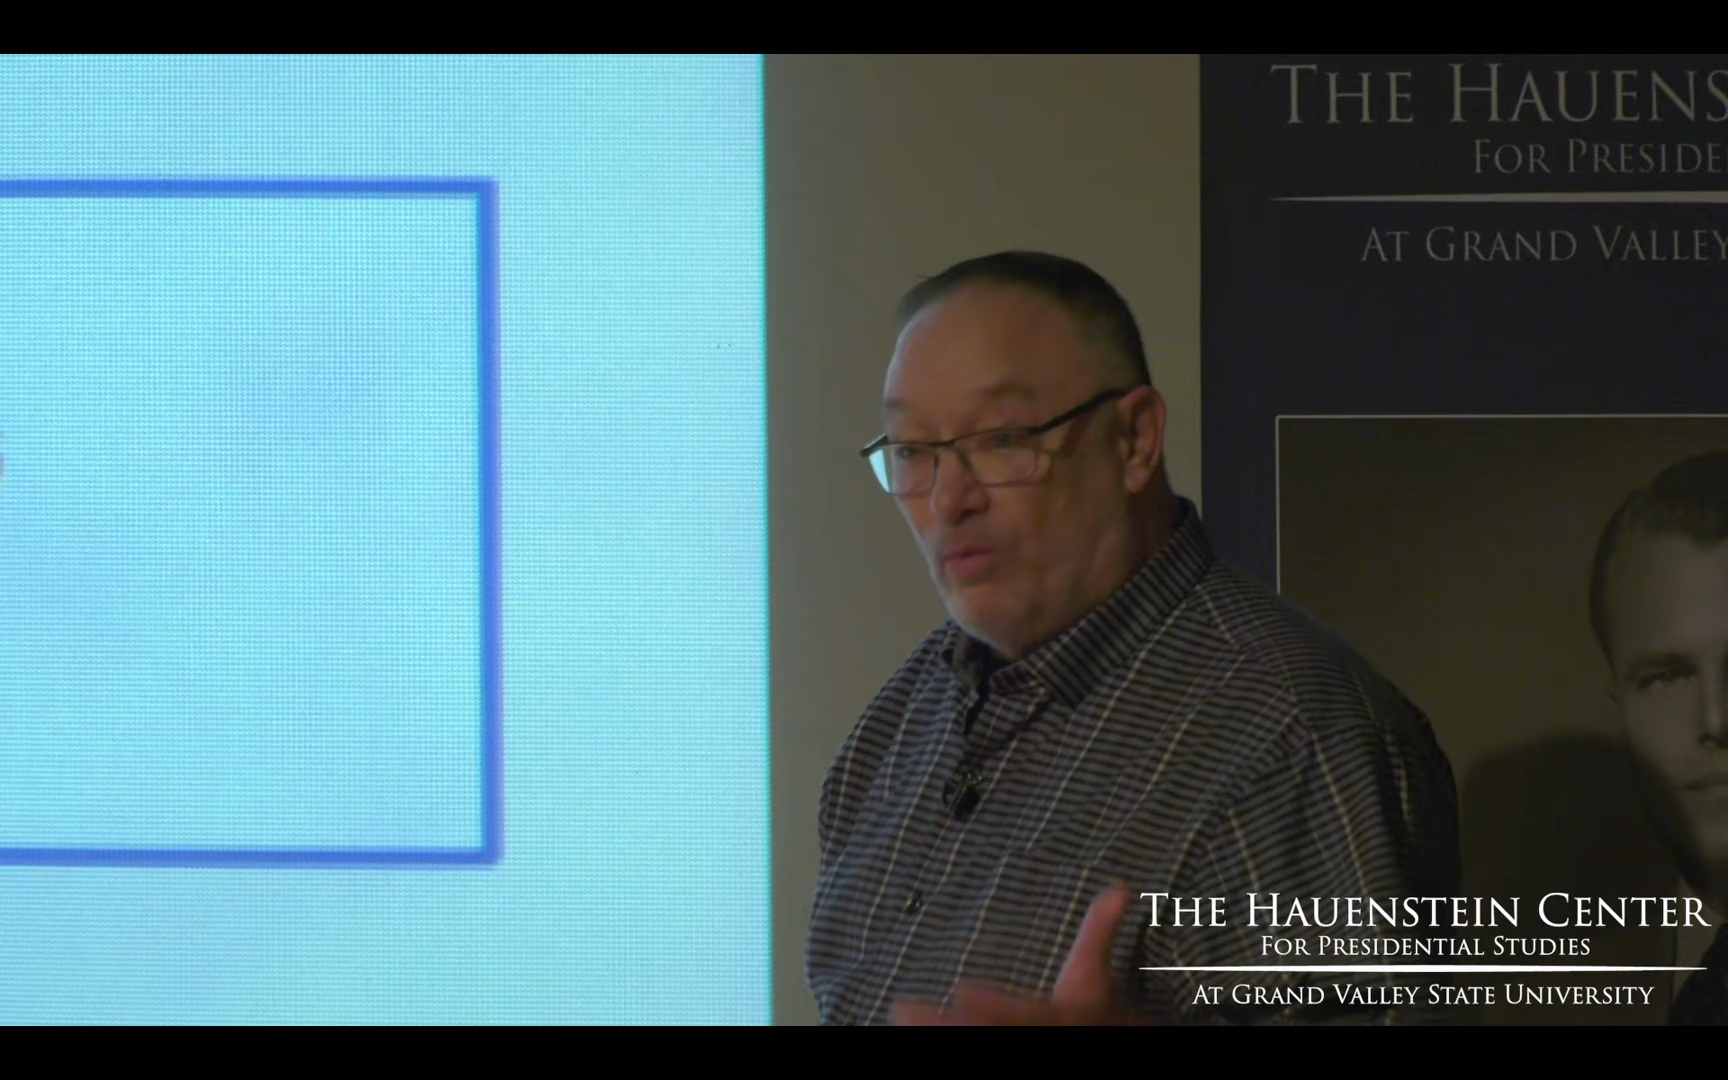 THE HAUENS
FOR PRESIDE
AT GRAND VALLEY
THE HAUENSTEIN CENTER
FOR PRESIDENTIAL STUDIES
AT GRAND VALLEY STATE UNIVERSITY